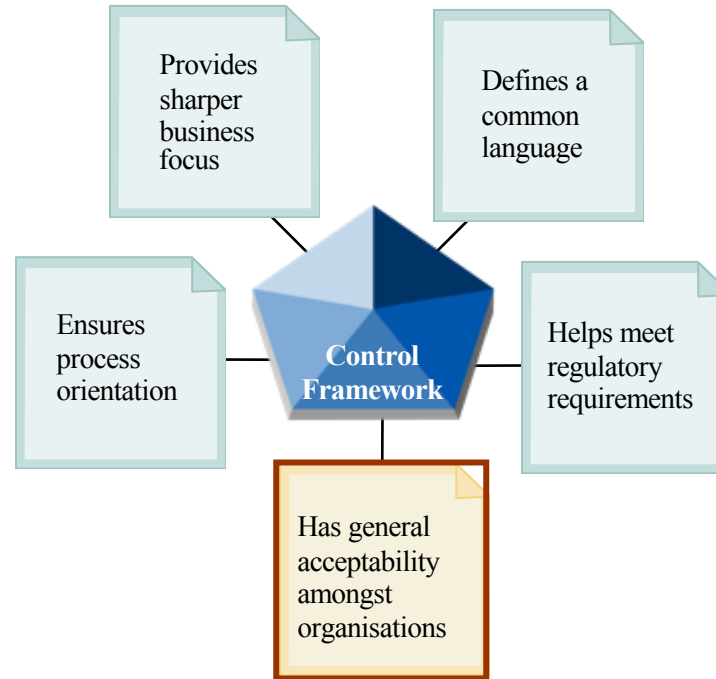 Provides
sharper
business
focus
Defines a
common
language
Ensures
process
orientation
Control
Framework
Helps meet
regulatory
requirements
Has general
acceptability
amongst
organisations